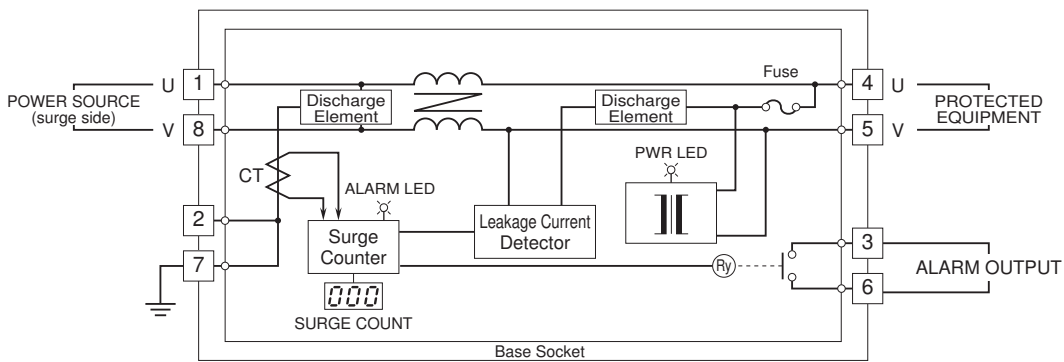 U 1 Fuse 4 U
POWER SOURCE
(surge side)
Discharge
Element
Discharge
Element
PROTECTED
EQUIPMENT
V 8 5 V
PWR LED
CT
ALARM LED
2
Surge
Counter
Leakage Current
Detector
7
3
Ry
ALARM OUTPUT
6
000
SURGE COUNT
Base Socket